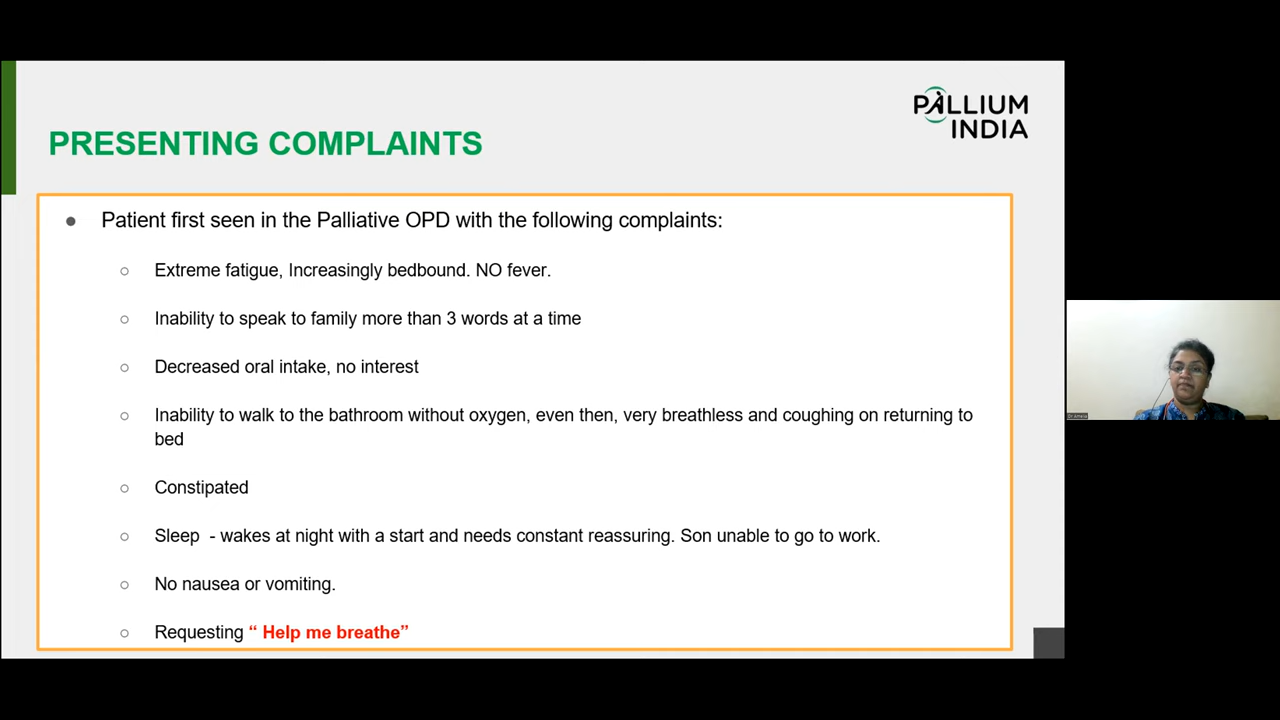 PALLIUM
INDIA
PRESENTING COMPLAINTS
● Patient first seen in the Palliative OPD with the following complaints:
○ Extreme fatigue, Increasingly bedbound. NO fever.
○ Inability to speak to family more than 3 words at a time
○ Decreased oral intake, no interest
○ Inability to walk to the bathroom without oxygen, even then, very breathless and coughing on returning to
bed
○ Constipated
○ Sleep - wakes at night with a start and needs constant reassuring. Son unable to go to work.
○ No nausea or vomiting.
○ Requesting “ Help me breathe”